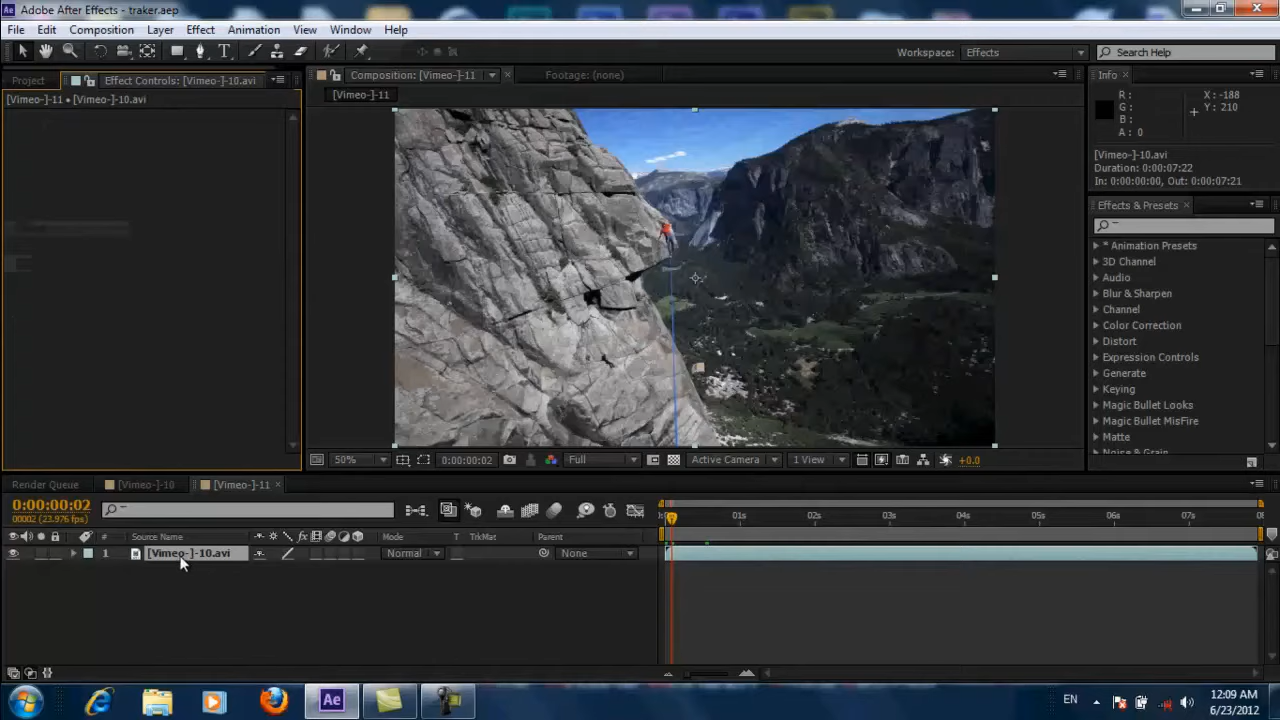 Adobe After Effects - traker.aep
File Edit Composition Layer Effect Animation View Window Help
Workspace: Effects Search Help
Project Effect Controls: [Vimeo-]-10.avi Composition: [Vimeo-]-11 Footage: (none) Info
[Vimeo-]-11 • [Vimeo-]-10.avi
[Vimeo-]-11
R :
G :
B :
A : 0
X : -188
Y : 210
[Vimeo-]-10.avi
Duration: 0:00:07:22
In: 0:00:00:00, Out: 0:00:07:21
Effects & Presets
* Animation Presets
3D Channel
Audio
Blur & Sharpen
Channel
Color Correction
Distort
Expression Controls
Generate
Keying
Magic Bullet Looks
Magic Bullet MisFire
Matte
Noise & Grain
50% 0:00:00:02 Full Active Camera 1 View +0.0
Render Queue [Vimeo-]-10 [Vimeo-]-11
0:00:00:02
00002 (23.976 fps)
01s 02s 03s 04s 05s 06s 07s
# Source Name Mode T TrkMat Parent
1 [Vimeo-]-10.avi Normal None
EN 12:09 AM
6/23/2012